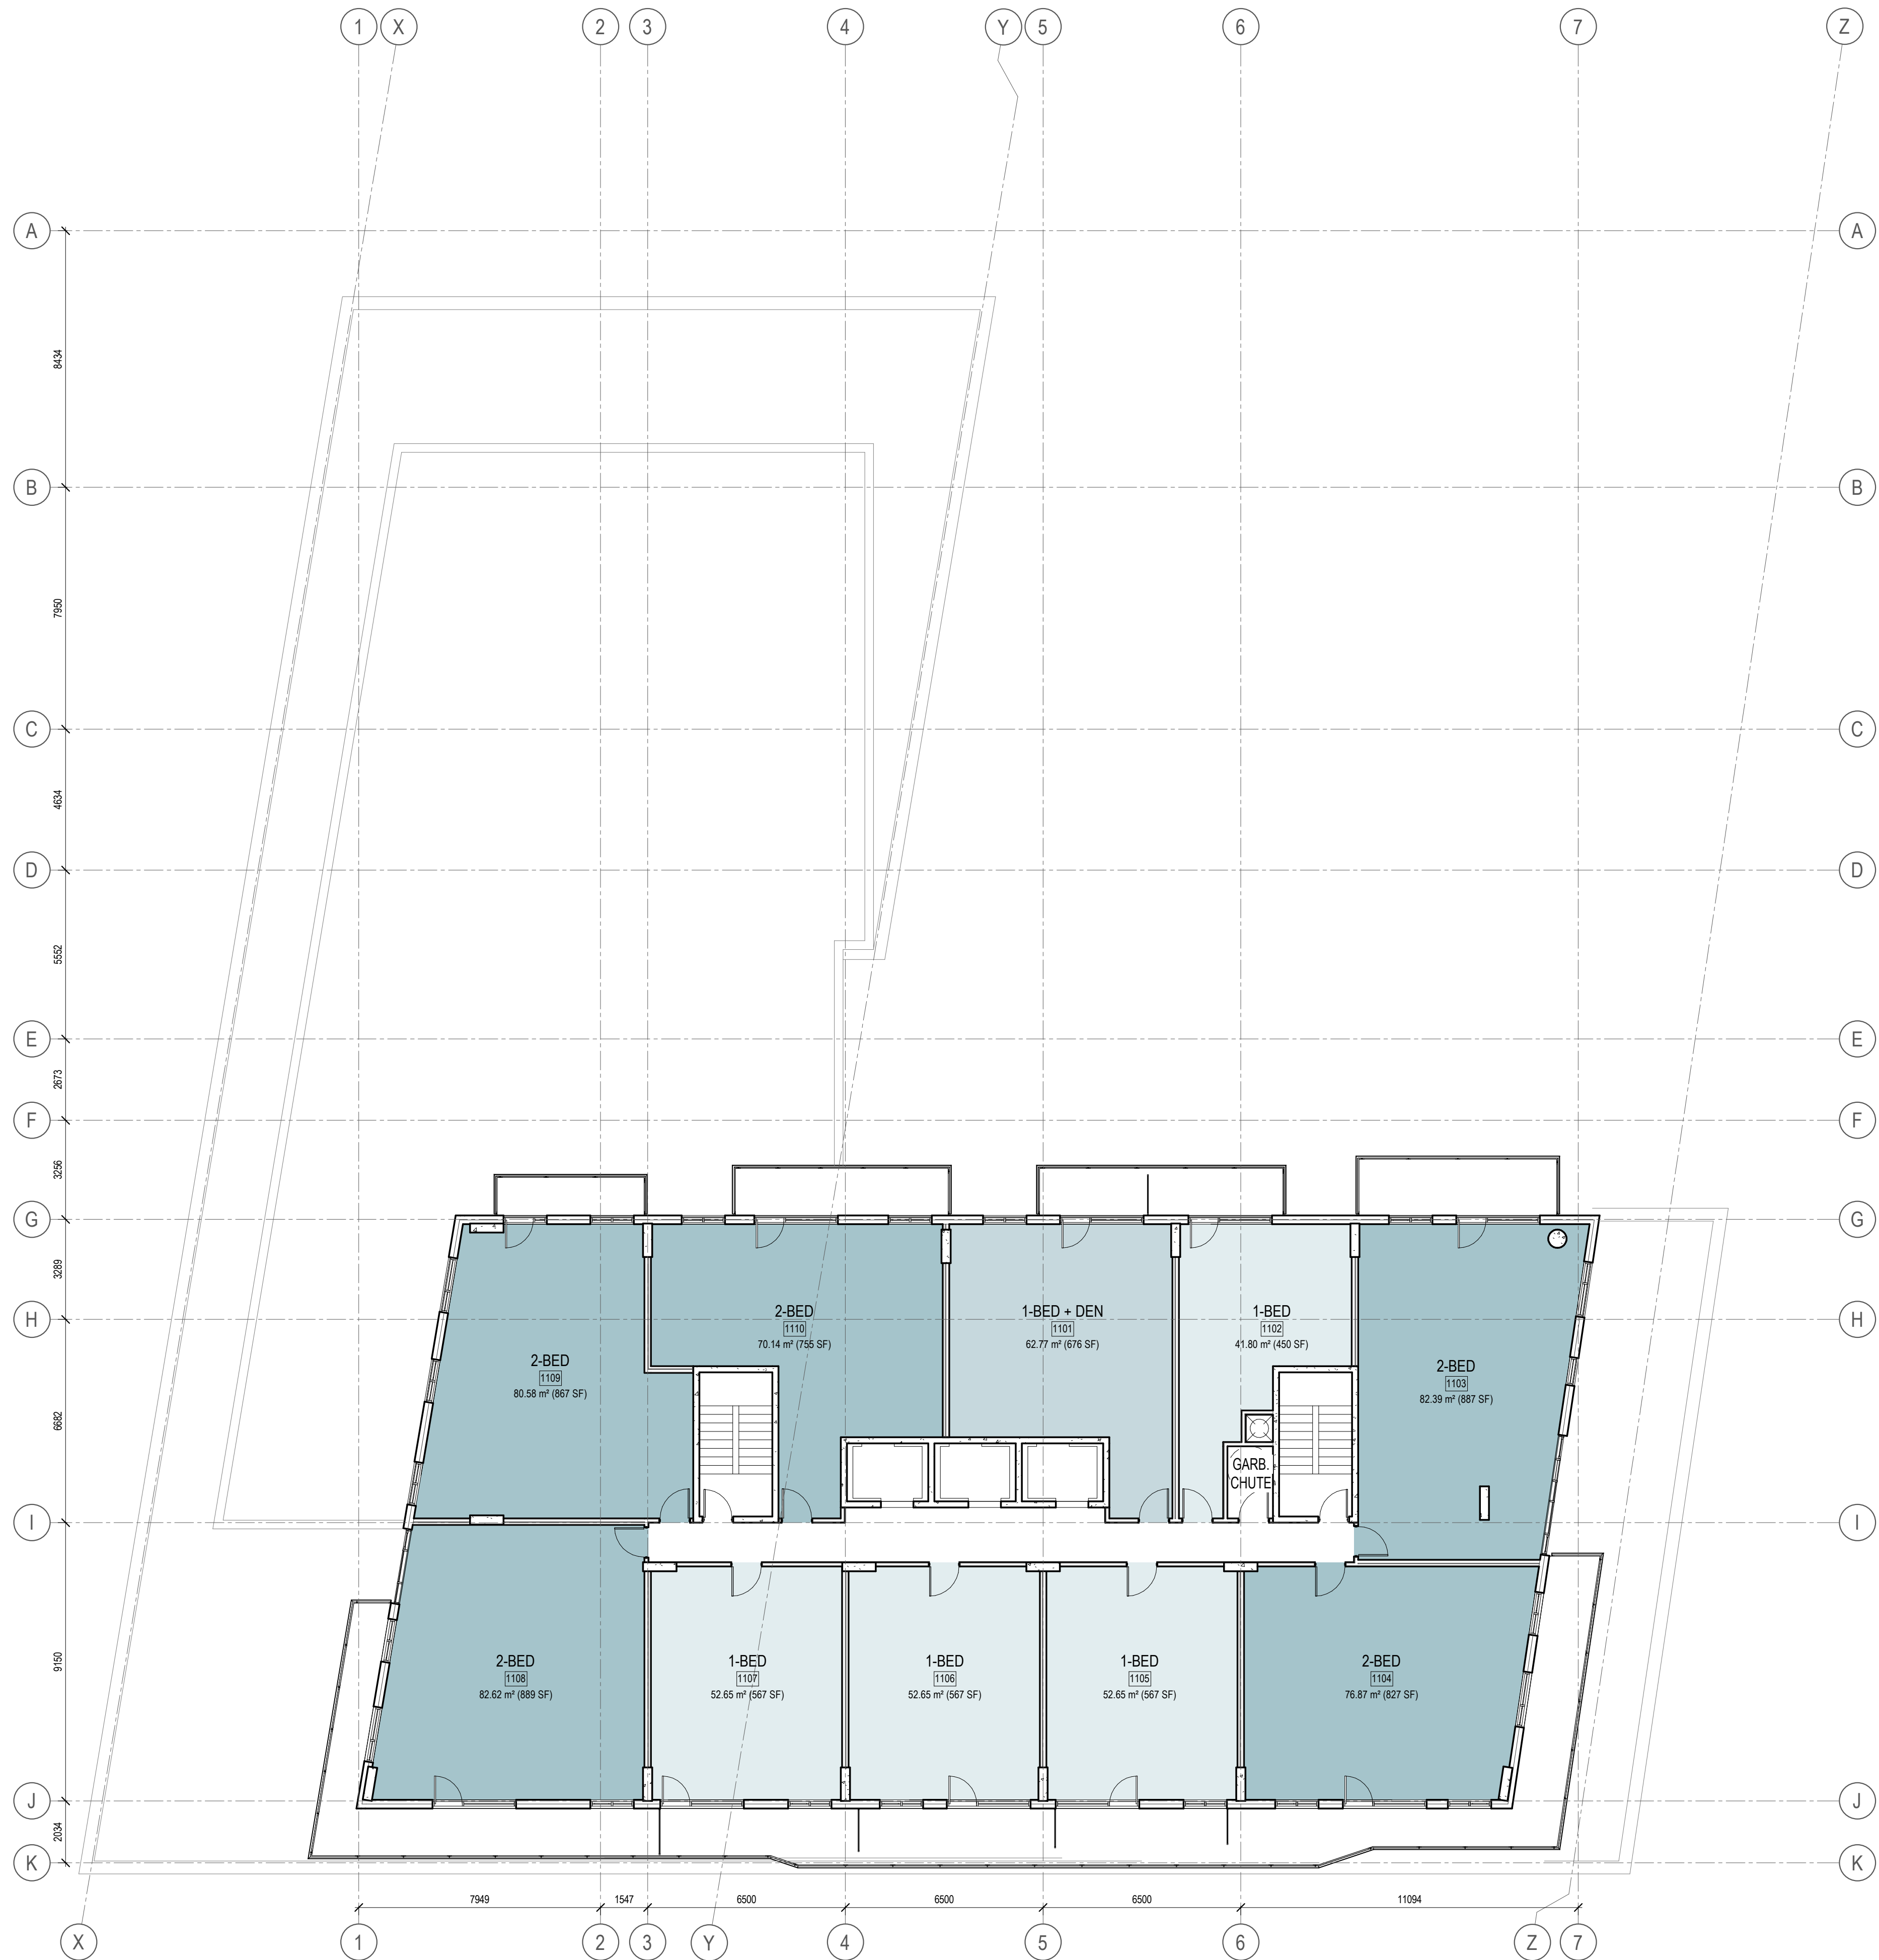 1 X 2 3 4 Y 5 6 7 Z
A A
8434
B B
7950
C C
4634
D D
5552
E E
2673
F F
3256
G G
3289
H H
2-BED
1110
70.14 m² (755 SF)
1-BED + DEN
1101
62.77 m² (676 SF)
1-BED
1102
41.80 m² (450 SF)
2-BED
1109
80.58 m² (867 SF)
2-BED
1103
82.39 m² (887 SF)
6682
GARB.
CHUTE
I I
9150
2-BED
1108
82.62 m² (889 SF)
1-BED
1107
52.65 m² (567 SF)
1-BED
1106
52.65 m² (567 SF)
1-BED
1105
52.65 m² (567 SF)
2-BED
1104
76.87 m² (827 SF)
J J
2034
K K
7949 1547 6500 6500 6500 11094
X 1 2 3 Y 4 5 6 Z 7